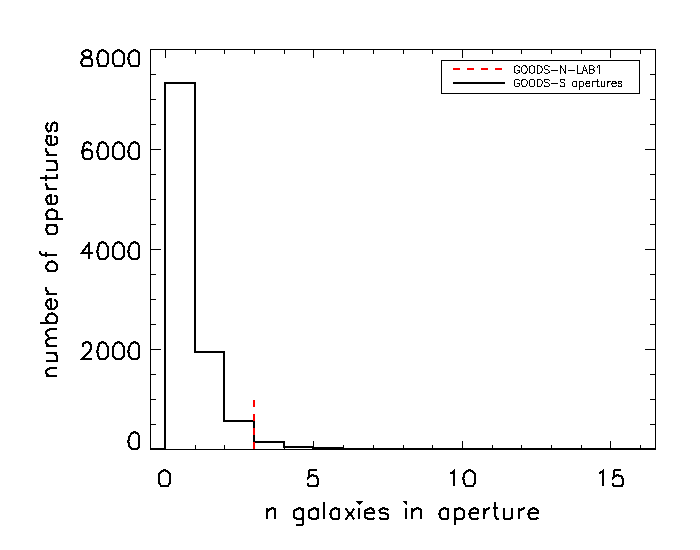 8000
6000
4000
2000
0
number of apertures
GOODS-N-LAB1
GOODS-S apertures
0 5 10 15
n galaxies in aperture